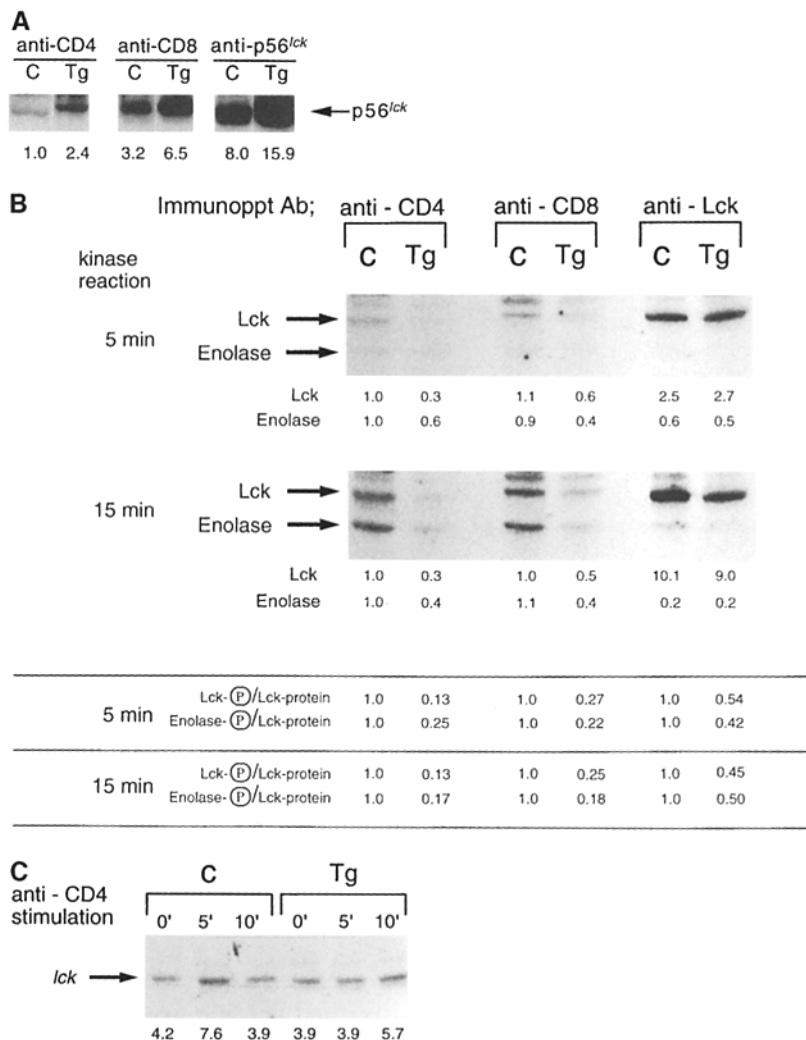 A
anti-CD4 anti-CD8 anti-p56lck
C Tg C Tg C Tg
p56lck
1.0 2.4 3.2 6.5 8.0 15.9
B
Immunoppt Ab; anti - CD4 anti - CD8 anti - Lck
C Tg C Tg C Tg
kinase
reaction
5 min
Lck
Enolase
Lck 1.0 0.3 1.1 0.6 2.5 2.7
Enolase 1.0 0.6 0.9 0.4 0.6 0.5
15 min
Lck
Enolase
Lck 1.0 0.3 1.0 0.5 10.1 9.0
Enolase 1.0 0.4 1.1 0.4 0.2 0.2
5 min
Lck-Ⓟ/Lck-protein 1.0 0.13 1.0 0.27 1.0 0.54
Enolase-Ⓟ/Lck-protein 1.0 0.25 1.0 0.22 1.0 0.42
15 min
Lck-Ⓟ/Lck-protein 1.0 0.13 1.0 0.25 1.0 0.45
Enolase-Ⓟ/Lck-protein 1.0 0.17 1.0 0.18 1.0 0.50
C
C Tg
anti - CD4
stimulation
0' 5' 10' 0' 5' 10'
lck
4.2 7.6 3.9 3.9 3.9 5.7